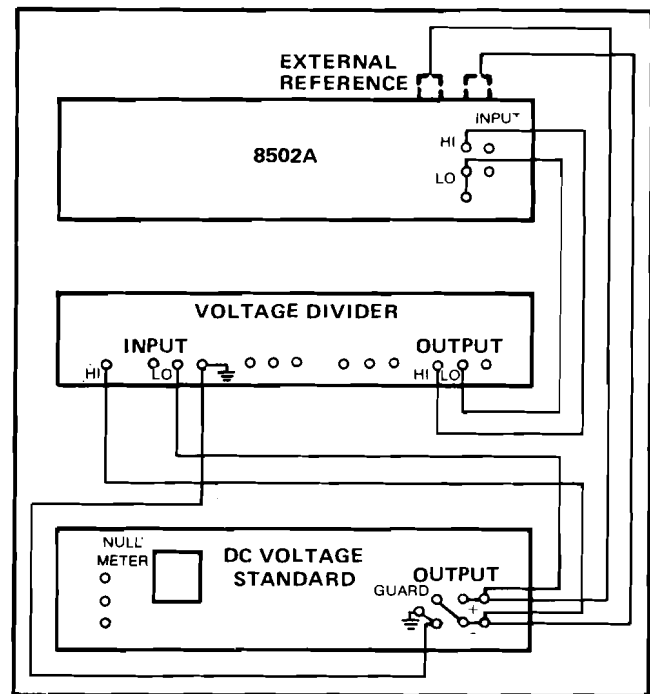 EXTERNAL
REFERENCE
INPUT
HI
8502A
LO
VOLTAGE DIVIDER
INPUT
OUTPUT
HI
LO
HI
LO
NULL
METER
DC VOLTAGE
STANDARD
OUTPUT
GUARD
+
-